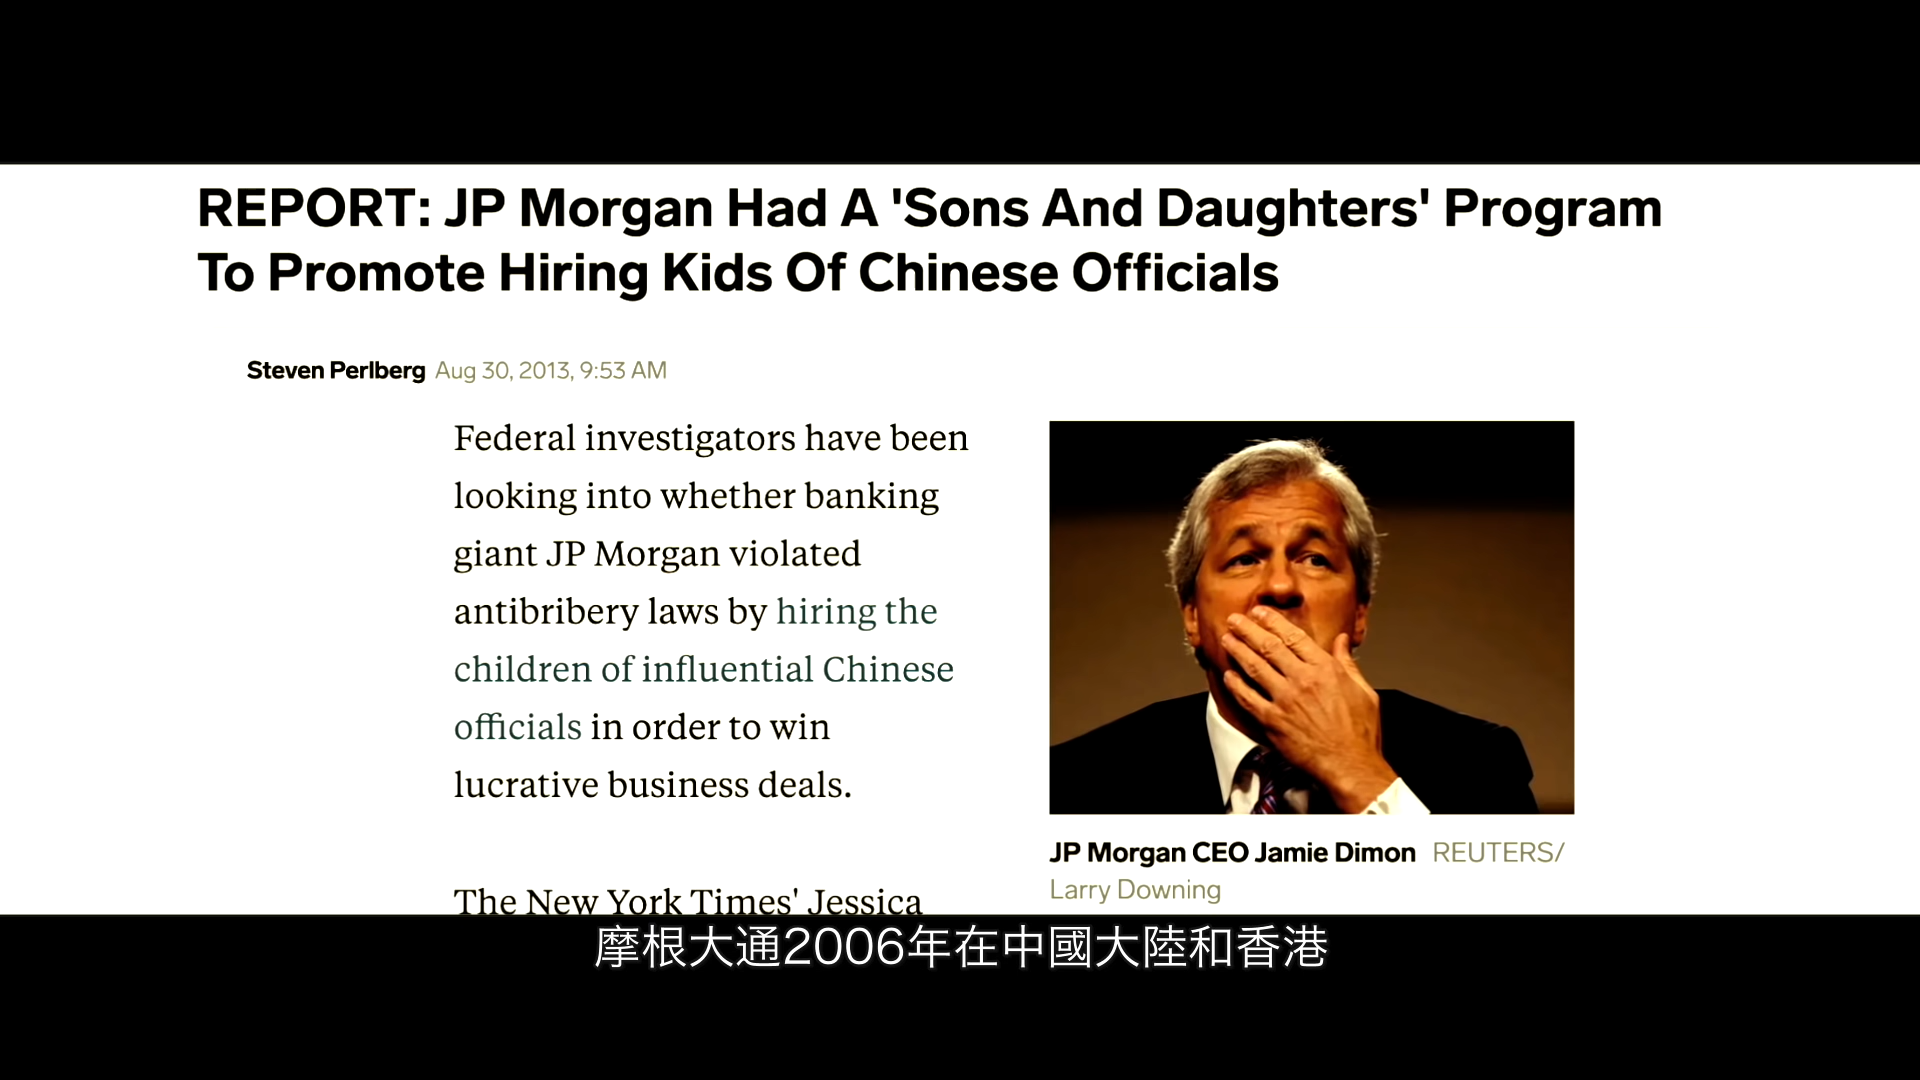 REPORT: JP Morgan Had A 'Sons And Daughters' Program
To Promote Hiring Kids Of Chinese Officials
Steven Perlberg Aug 30, 2013, 9:53 AM
Federal investigators have been
looking into whether banking
giant JP Morgan violated
antibribery laws by hiring the
children of influential Chinese
officials in order to win
lucrative business deals.
The New York Times' Jessica
JP Morgan CEO Jamie Dimon REUTERS/
Larry Downing
摩根大通2006年在中國大陸和香港